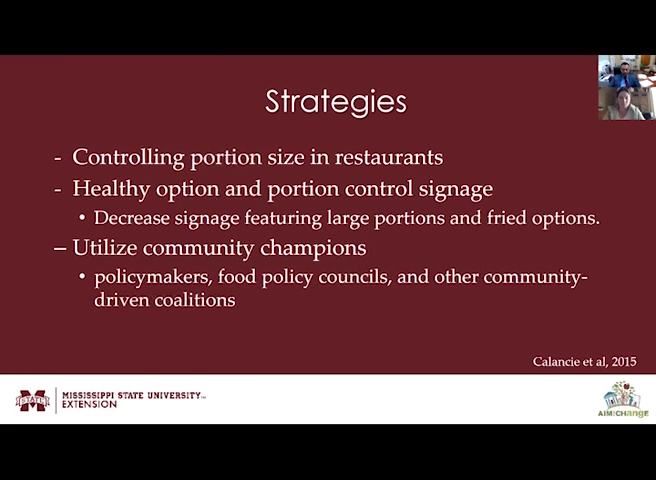 Strategies
- Controlling portion size in restaurants
- Healthy option and portion control signage
• Decrease signage featuring large portions and fried options.
– Utilize community champions
• policymakers, food policy councils, and other community-
driven coalitions
Calancie et al, 2015
STATE
MISSISSIPPI STATE UNIVERSITY
EXTENSION
AIM CHangE